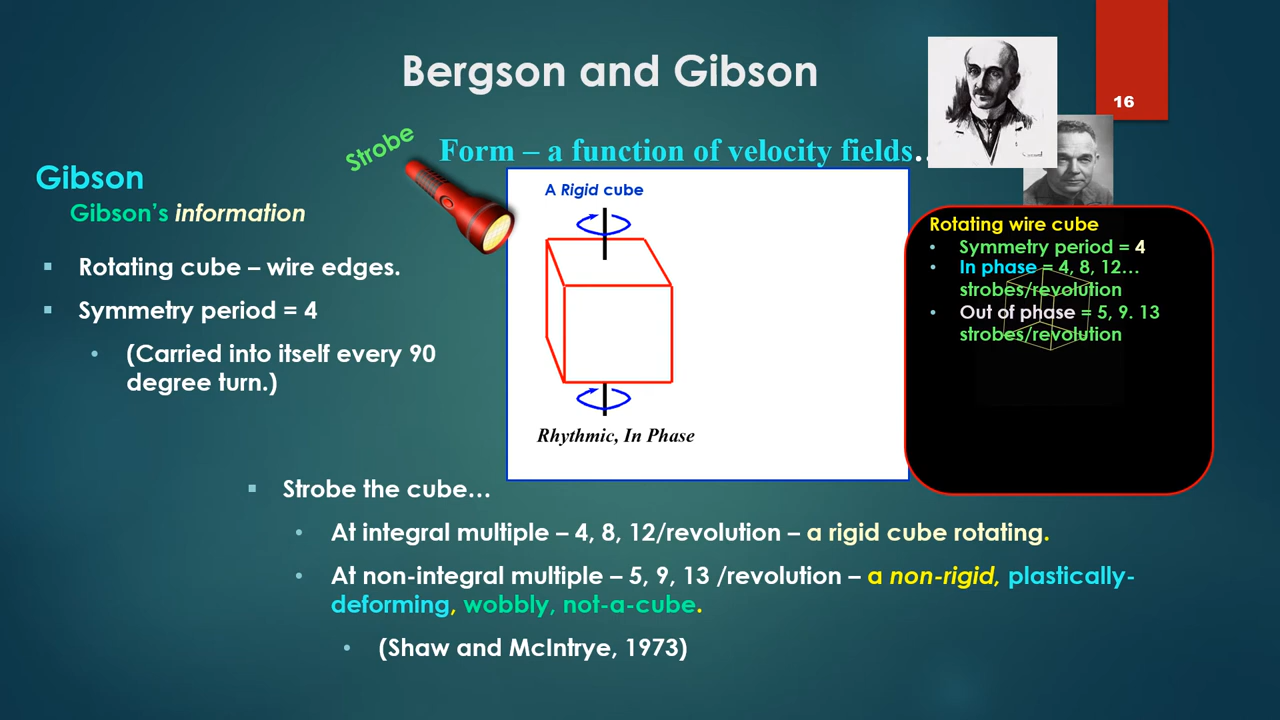 Bergson and Gibson
16
Strobe
Form – a function of velocity fields…
Gibson
Gibson's information
Rotating cube – wire edges.
Symmetry period = 4
(Carried into itself every 90
degree turn.)
A Rigid cube
Rhythmic, In Phase
Rotating wire cube
Symmetry period = 4
In phase = 4, 8, 12…
strobes/revolution
Out of phase = 5, 9. 13
strobes/revolution
Strobe the cube…
At integral multiple – 4, 8, 12/revolution – a rigid cube rotating.
At non-integral multiple – 5, 9, 13 /revolution – a non-rigid, plastically-
deforming, wobbly, not-a-cube.
(Shaw and McIntrye, 1973)